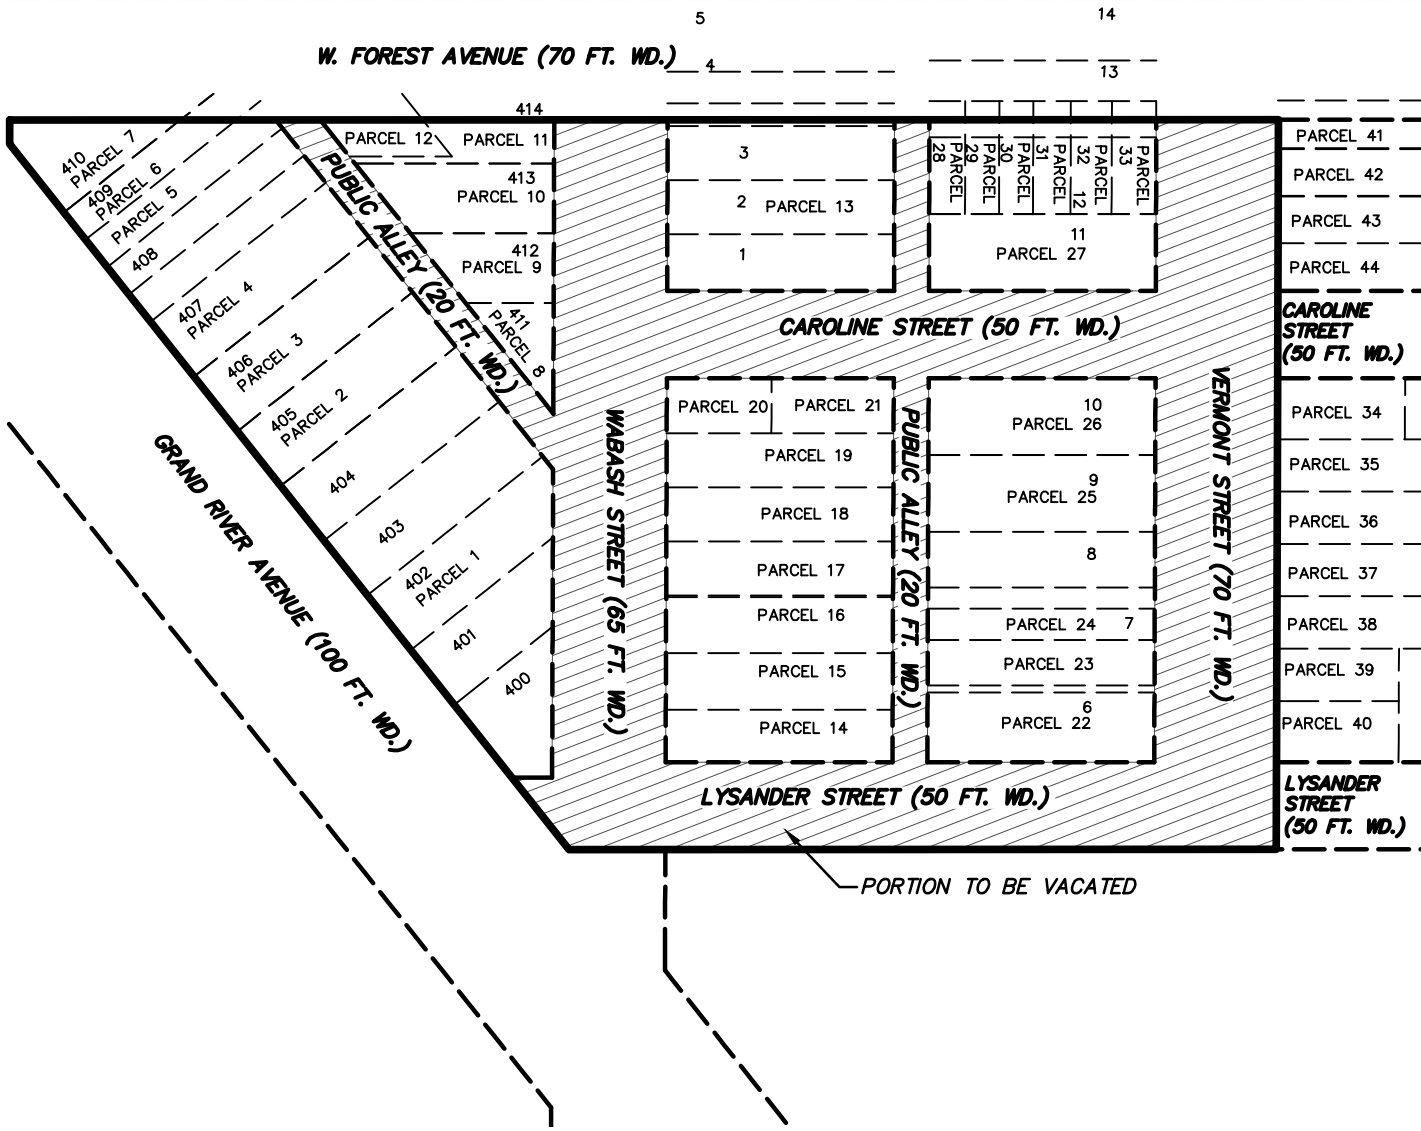 5
14
W. FOREST AVENUE (70 FT. WD.)
4
13
414
410
PARCEL 7
409
PARCEL 6
PARCEL 5
408
407
PARCEL 4
406
PARCEL 3
405
PARCEL 2
404
403
402
PARCEL 1
401
400
PUBLIC ALLEY (20 FT. WD.)
PARCEL 12
PARCEL 11
413
PARCEL 10
412
PARCEL 9
411
PARCEL 8
3
2 PARCEL 13
1
PARCEL
28
PARCEL
29
PARCEL
30
PARCEL
31
PARCEL
32
PARCEL
33
12
11
PARCEL 27
PARCEL 41
PARCEL 42
PARCEL 43
PARCEL 44
CAROLINE STREET (50 FT. WD.)
CAROLINE
STREET
(50 FT. WD.)
GRAND RIVER AVENUE (100 FT. WD.)
WABASH STREET (65 FT. WD.)
PARCEL 20
PARCEL 21
PARCEL 19
PARCEL 18
PARCEL 17
PARCEL 16
PARCEL 15
PARCEL 14
PUBLIC ALLEY (20 FT. WD.)
10
PARCEL 26
9
PARCEL 25
8
PARCEL 24 7
PARCEL 23
6
PARCEL 22
VERMONT STREET (70 FT. WD.)
PARCEL 34
PARCEL 35
PARCEL 36
PARCEL 37
PARCEL 38
PARCEL 39
PARCEL 40
LYSANDER STREET (50 FT. WD.)
LYSANDER
STREET
(50 FT. WD.)
PORTION TO BE VACATED